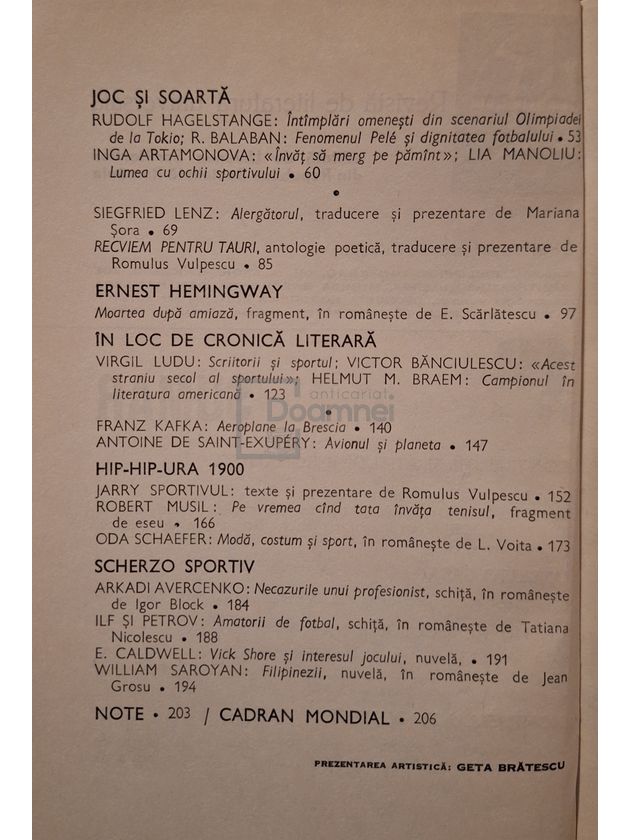 JOC ȘI SOARTĂ
RUDOLF HAGELSTANGE: Întîmplări omenești din scenariul Olimpiadei
de la Tokio; R. BALABAN: Fenomenul Pelé și dignitatea fotbalului • 53
INGA ARTAMONOVA: «Învăț să merg pe pămînt»; LIA MANOLIU:
Lumea cu ochii sportivului • 60
•
SIEGFRIED LENZ: Alergătorul, traducere și prezentare de Mariana
Șora • 69
RECVIEM PENTRU TAURI, antologie poetică, traducere și prezentare de
Romulus Vulpescu • 85
ERNEST HEMINGWAY
Moartea după amiază, fragment, în românește de E. Scărlătescu • 97
ÎN LOC DE CRONICĂ LITERARĂ
VIRGIL LUDU: Scriitorii și sportul; VICTOR BĂNCIULESCU: «Acest
straniu secol al sportului»; HELMUT M. BRAEM: Campionul în
literatura americană • 123
anticariat
Doamnei
•
FRANZ KAFKA: Aeroplane la Brescia • 140
ANTOINE DE SAINT-EXUPÉRY: Avionul și planeta • 147
HIP-HIP-URA 1900
JARRY SPORTIVUL: texte și prezentare de Romulus Vulpescu • 152
ROBERT MUSIL: Pe vremea cînd tata învăța tenisul, fragment
de eseu • 166
ODA SCHAEFER: Modă, costum și sport, în românește de L. Voita • 173
SCHERZO SPORTIV
ARKADI AVERCENKO: Necazurile unui profesionist, schiță, în românește
de Igor Block • 184
ILF ȘI PETROV: Amatorii de fotbal, schiță, în românește de Tatiana
Nicolescu • 188
E. CALDWELL: Vick Shore și interesul jocului, nuvelă, • 191
WILLIAM SAROYAN: Filipinezii, nuvelă, în românește de Jean
Grosu • 194
NOTE • 203 / CADRAN MONDIAL • 206
PREZENTAREA ARTISTICĂ: GETA BRĂTESCU